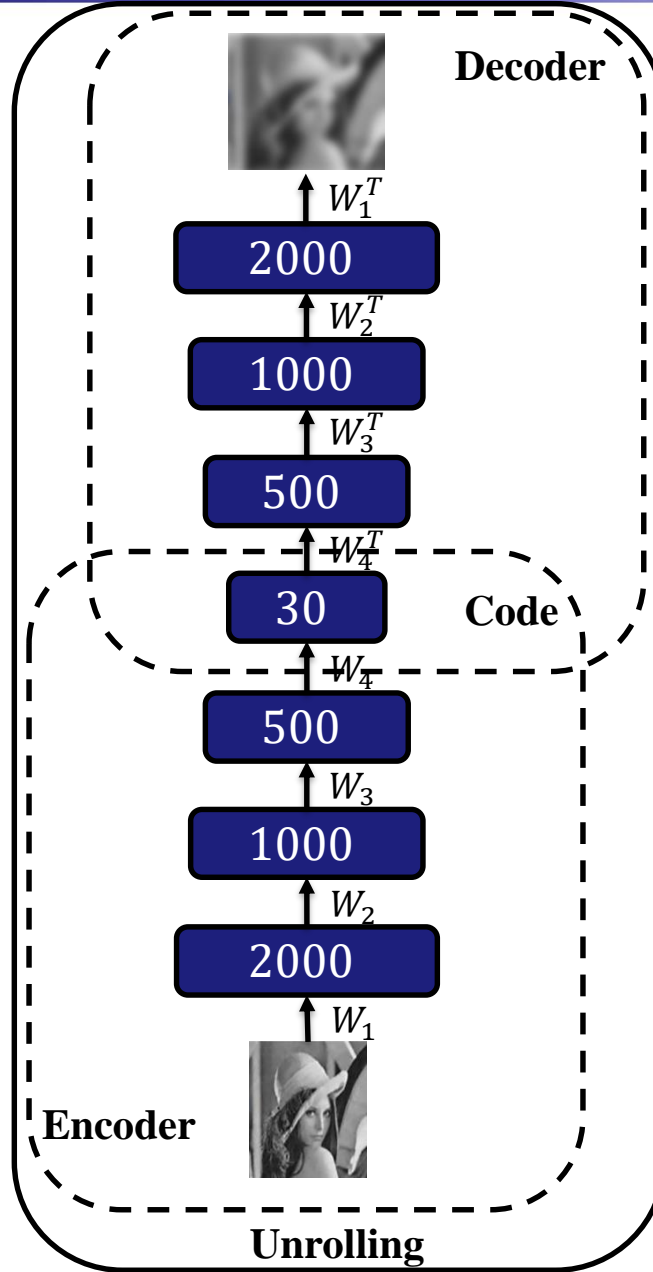 Decoder
W_1^T
2000
W_2^T
1000
W_3^T
500
W_4^T
30
Code
W_4
500
W_3
1000
W_2
2000
W_1
Encoder
Unrolling